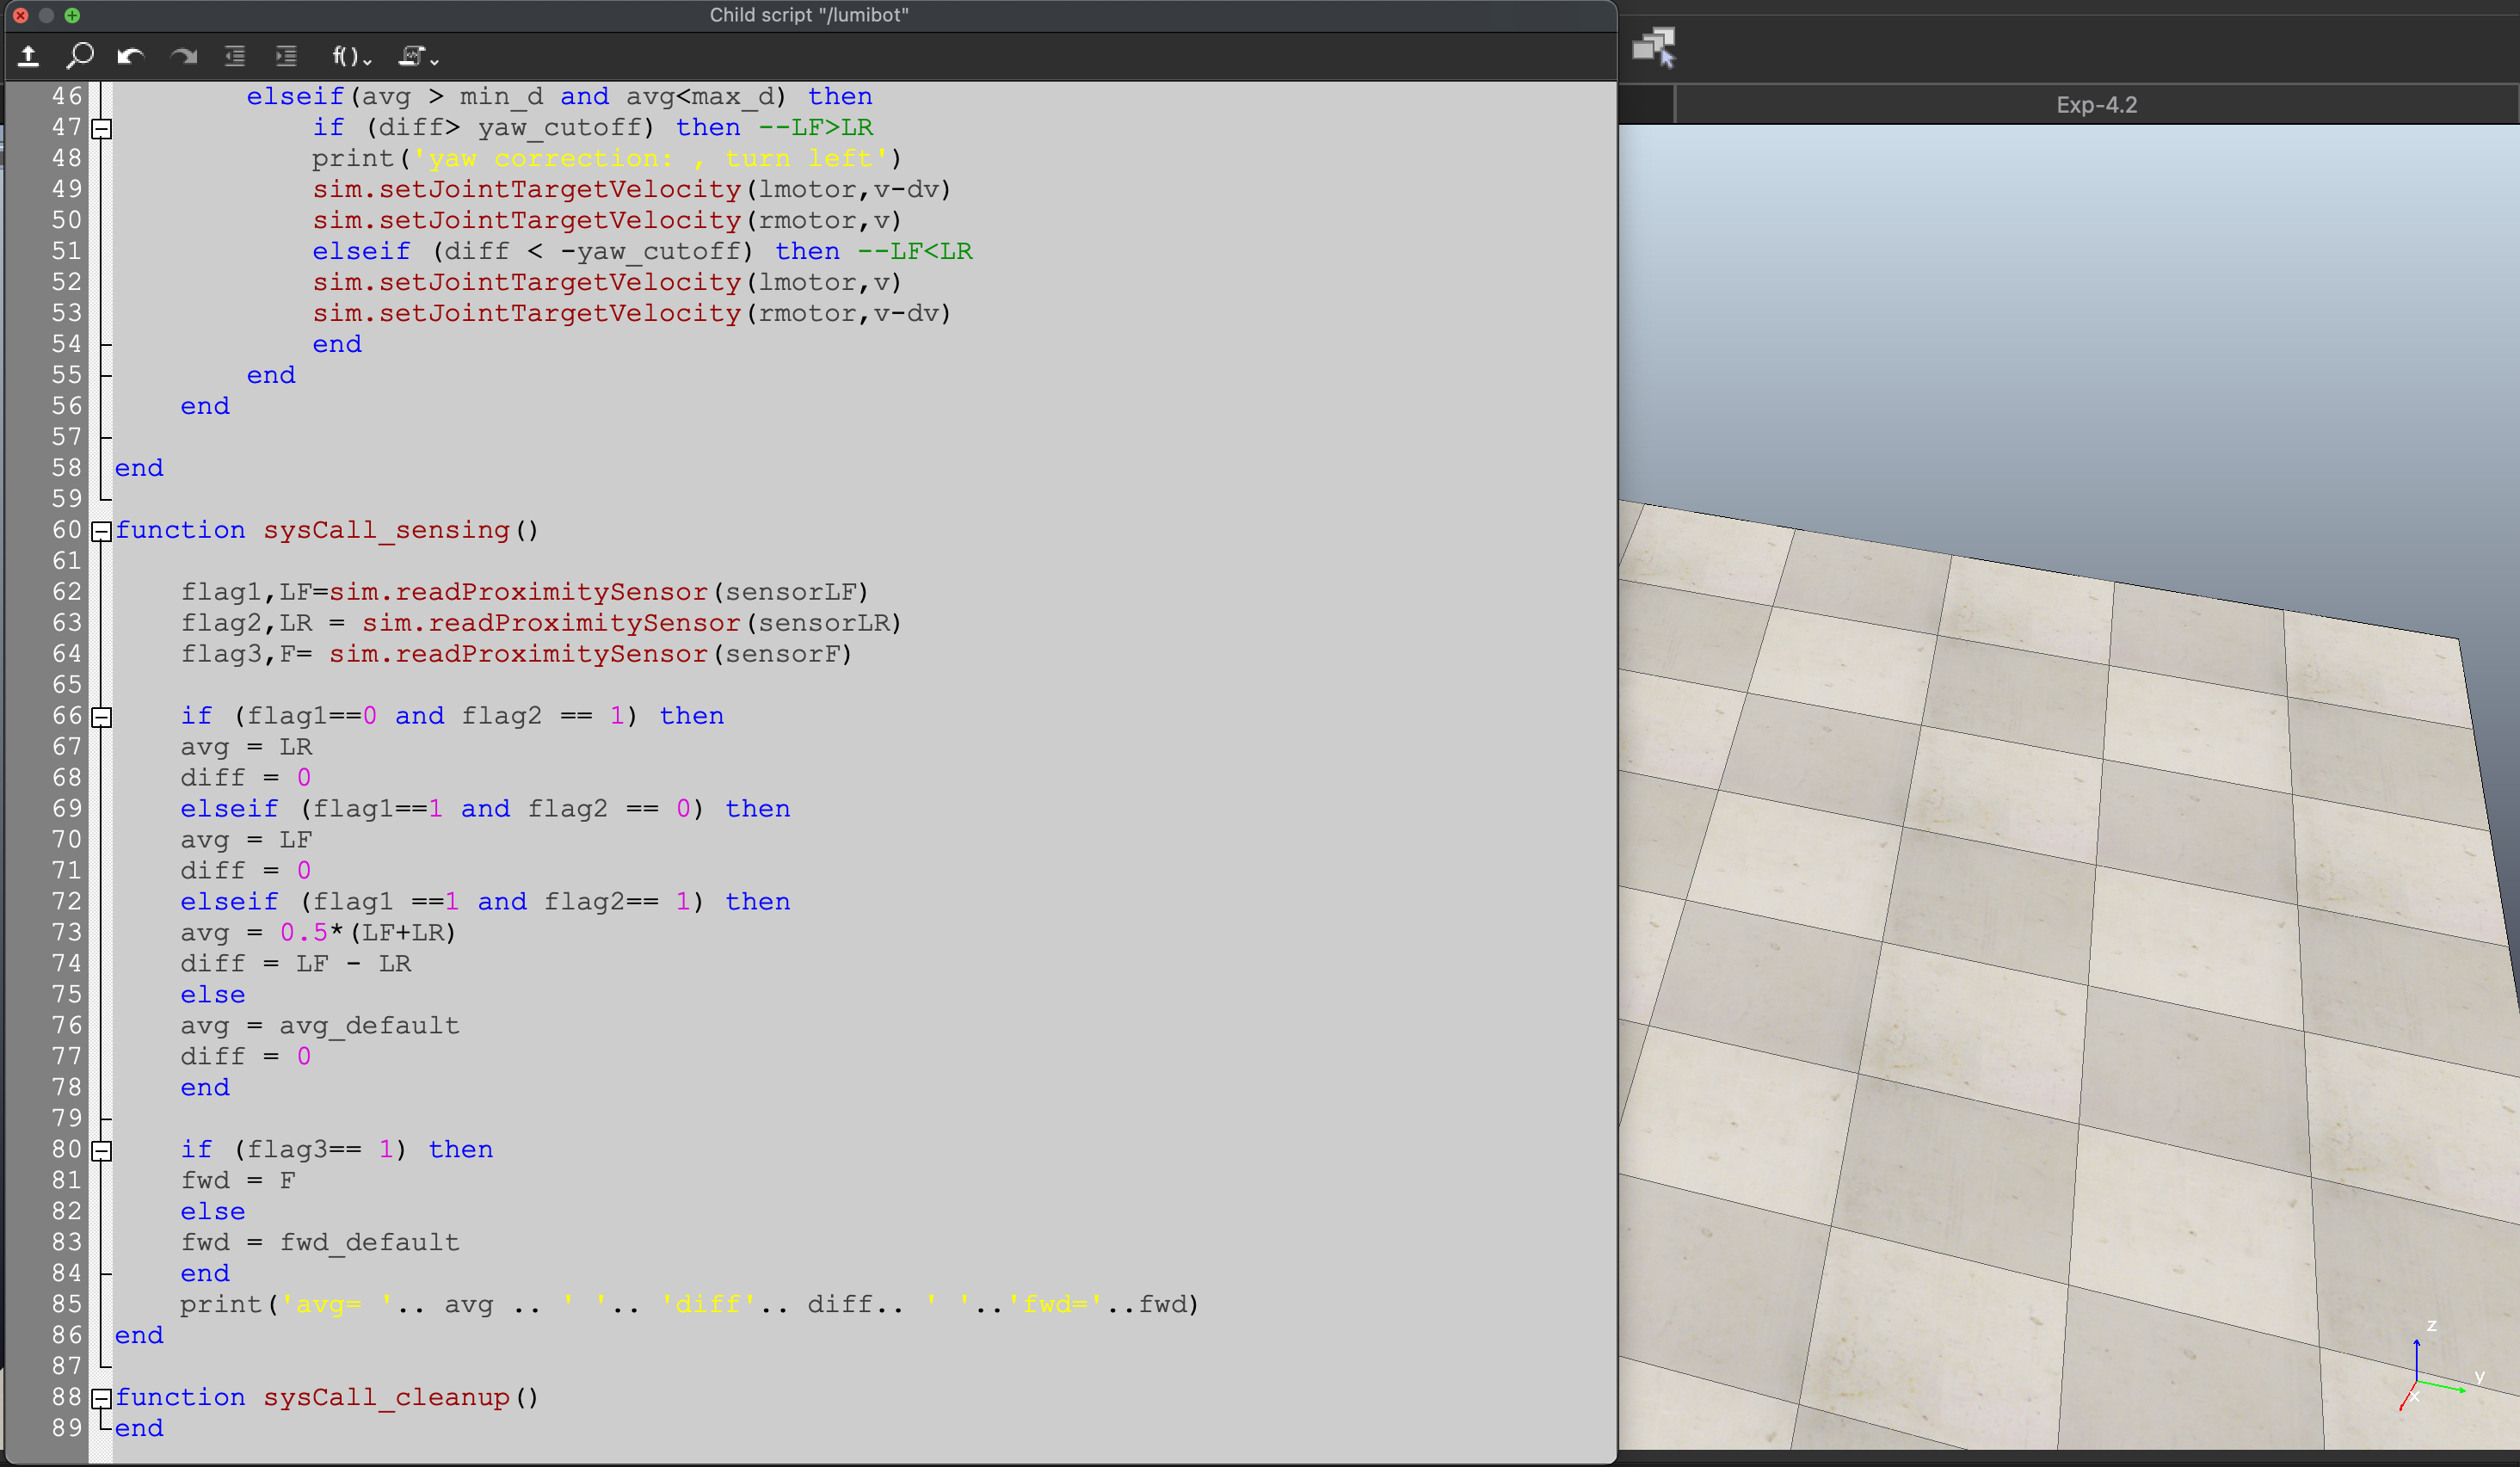 Child script "/lumibot"
f()
Exp-4.2
46 elseif(avg > min_d and avg<max_d) then
47 if (diff> yaw_cutoff) then --LF>LR
48 print('yaw correction: , turn left')
49 sim.setJointTargetVelocity(lmotor,v-dv)
50 sim.setJointTargetVelocity(rmotor,v)
51 elseif (diff < -yaw_cutoff) then --LF<LR
52 sim.setJointTargetVelocity(lmotor,v)
53 sim.setJointTargetVelocity(rmotor,v-dv)
54 end
55 end
56 end
57
58 end
59
60 function sysCall_sensing()
61
62 flag1,LF=sim.readProximitySensor(sensorLF)
63 flag2,LR = sim.readProximitySensor(sensorLR)
64 flag3,F= sim.readProximitySensor(sensorF)
65
66 if (flag1==0 and flag2 == 1) then
67 avg = LR
68 diff = 0
69 elseif (flag1==1 and flag2 == 0) then
70 avg = LF
71 diff = 0
72 elseif (flag1 ==1 and flag2== 1) then
73 avg = 0.5*(LF+LR)
74 diff = LF - LR
75 else
76 avg = avg_default
77 diff = 0
78 end
79
80 if (flag3== 1) then
81 fwd = F
82 else
83 fwd = fwd_default
84 end
85 print('avg= '.. avg .. ' '.. 'diff'.. diff.. ' '..'fwd='..fwd)
86 end
87
88 function sysCall_cleanup()
89 end
z
y
x